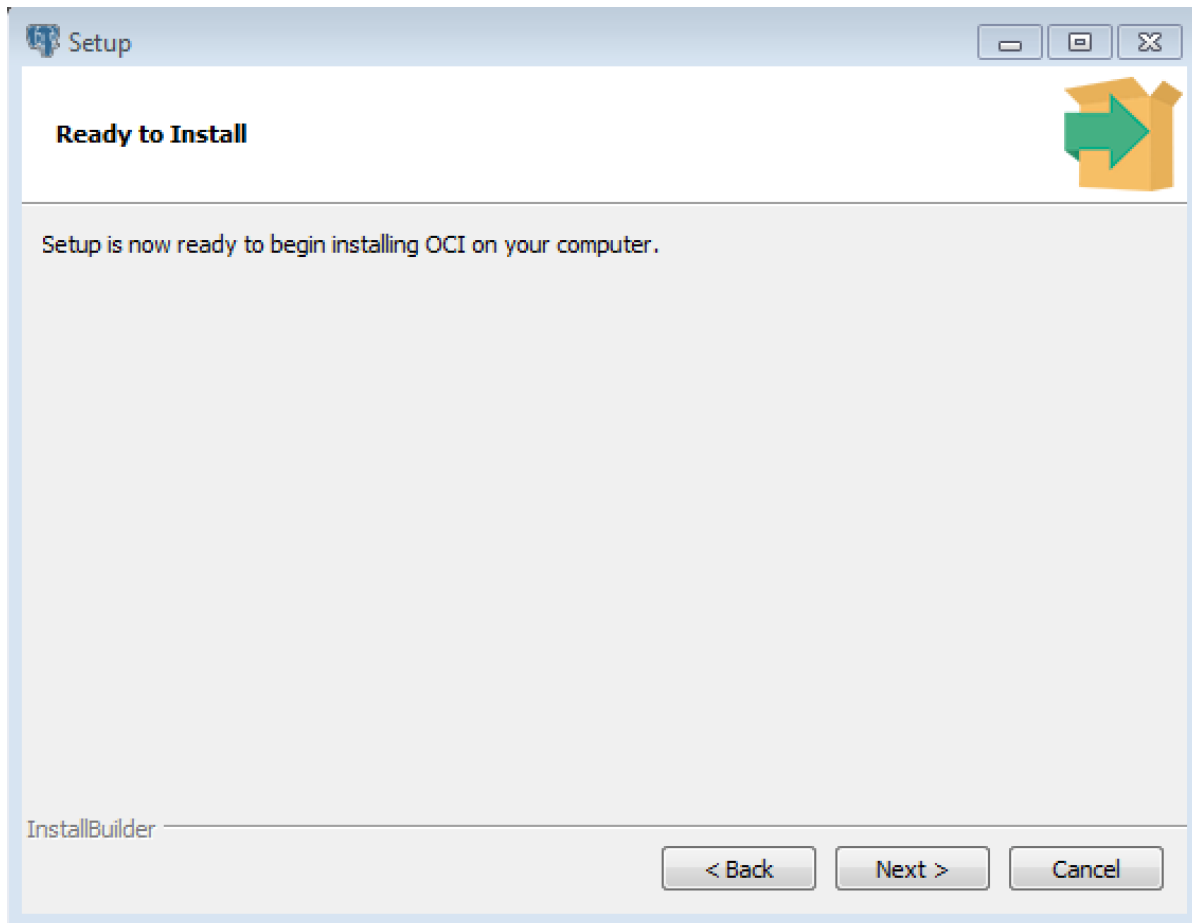 Setup
Ready to Install
Setup is now ready to begin installing OCI on your computer.
InstallBuilder
< Back
Next >
Cancel